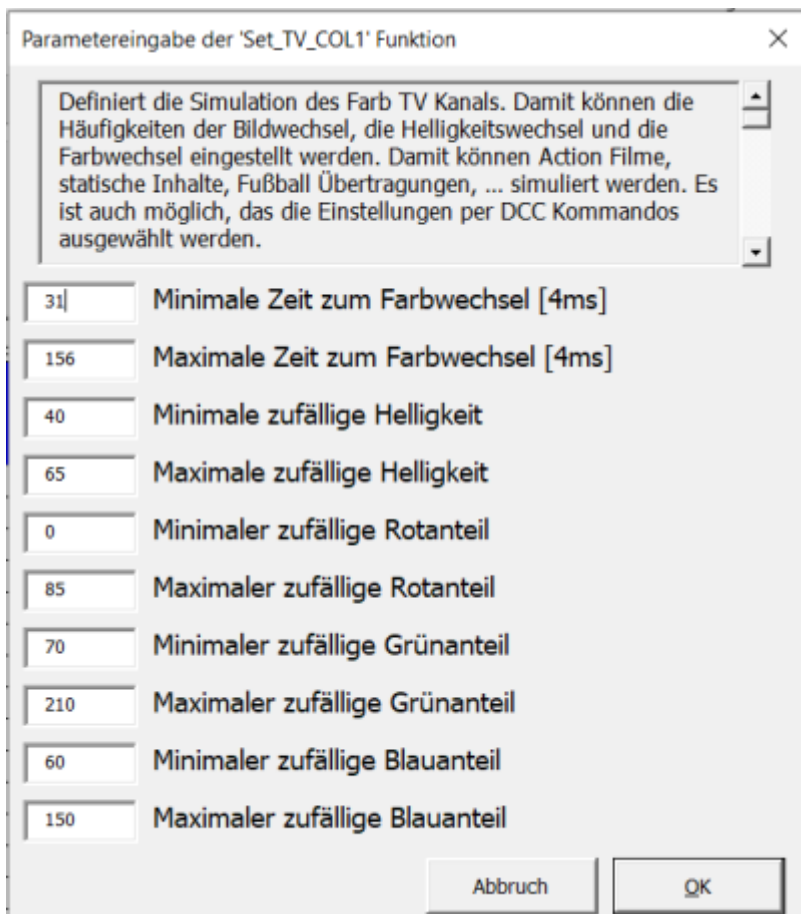 Parametereingabe der 'Set_TV_COL1' Funktion
Definiert die Simulation des Farb TV Kanals. Damit können die
Häufigkeiten der Bildwechsel, die Helligkeitswechsel und die
Farbwechsel eingestellt werden. Damit können Action Filme,
statische Inhalte, Fußball Übertragungen, ... simuliert werden. Es
ist auch möglich, das die Einstellungen per DCC Kommandos
ausgewählt werden.
31 Minimale Zeit zum Farbwechsel [4ms]
156 Maximale Zeit zum Farbwechsel [4ms]
40 Minimale zufällige Helligkeit
65 Maximale zufällige Helligkeit
0 Minimaler zufällige Rotanteil
85 Maximaler zufällige Rotanteil
70 Minimaler zufällige Grünanteil
210 Maximaler zufällige Grünanteil
60 Minimaler zufällige Blauanteil
150 Maximaler zufällige Blauanteil
Abbruch OK